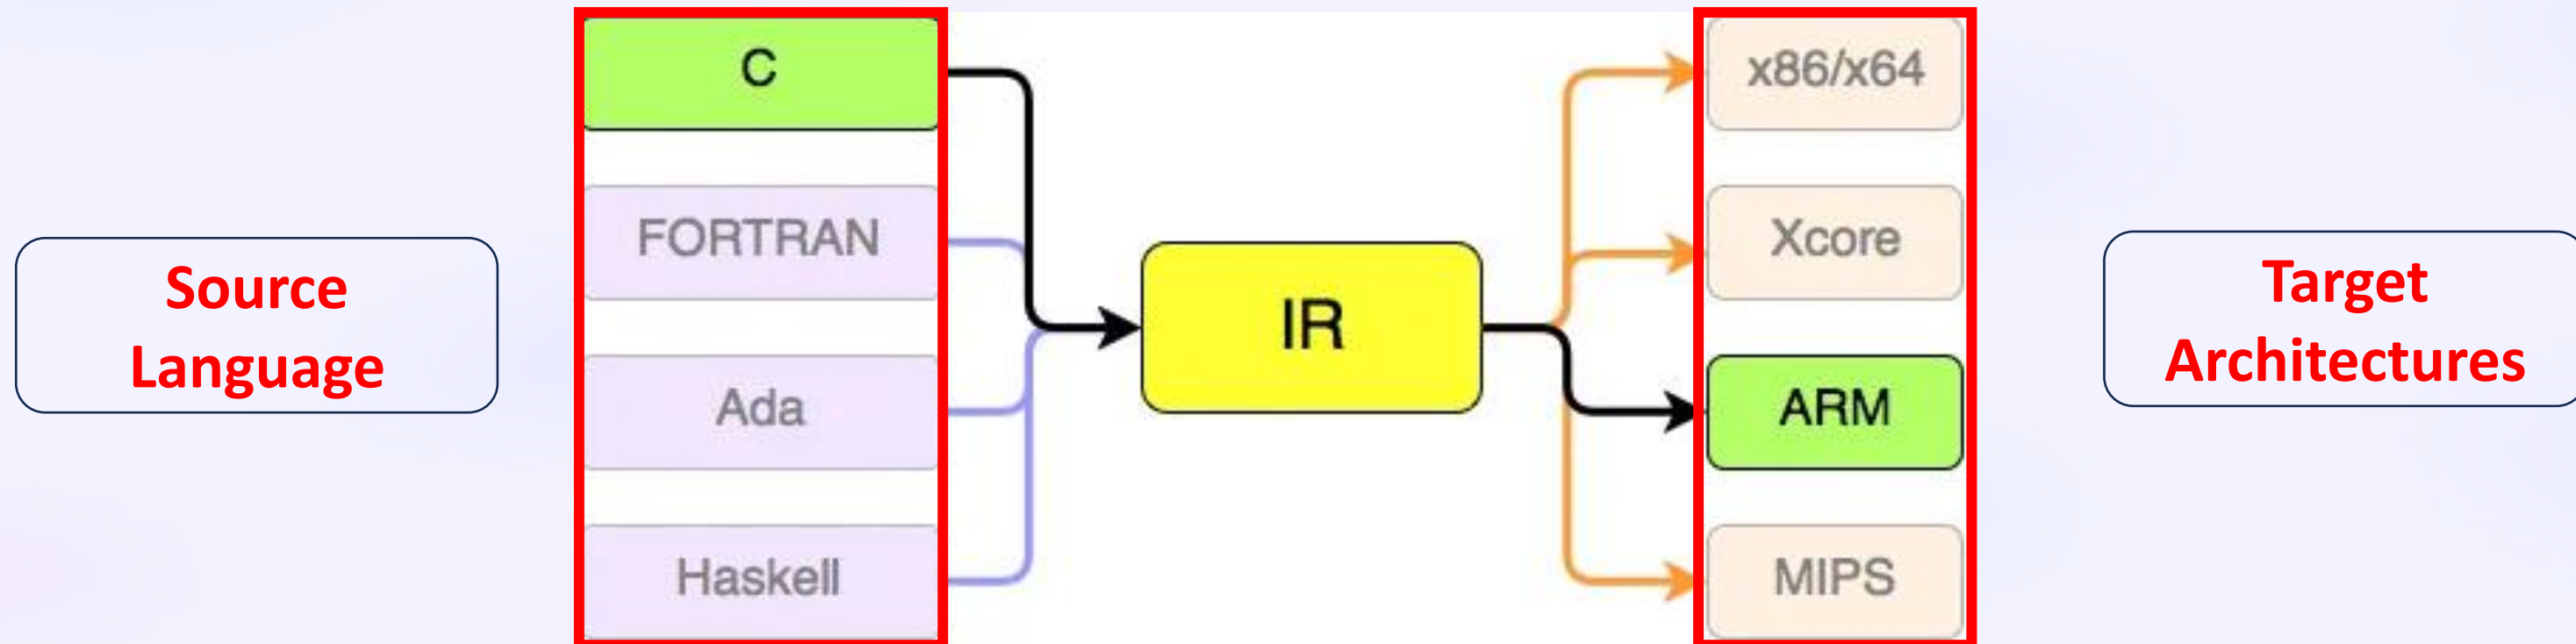 Source
Language
C
FORTRAN
Ada
Haskell
IR
x86/x64
Xcore
ARM
MIPS
Target
Architectures